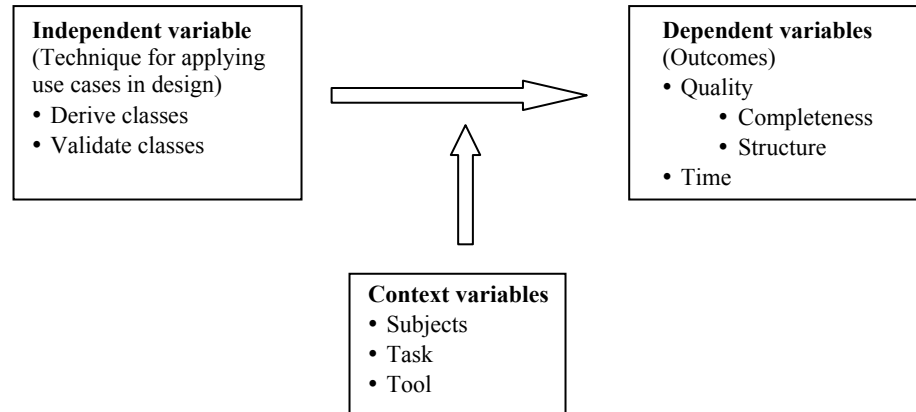 Independent variable
(Technique for applying
use cases in design)
• Derive classes
• Validate classes
Dependent variables
(Outcomes)
• Quality
• Completeness
• Structure
• Time
Context variables
• Subjects
• Task
• Tool